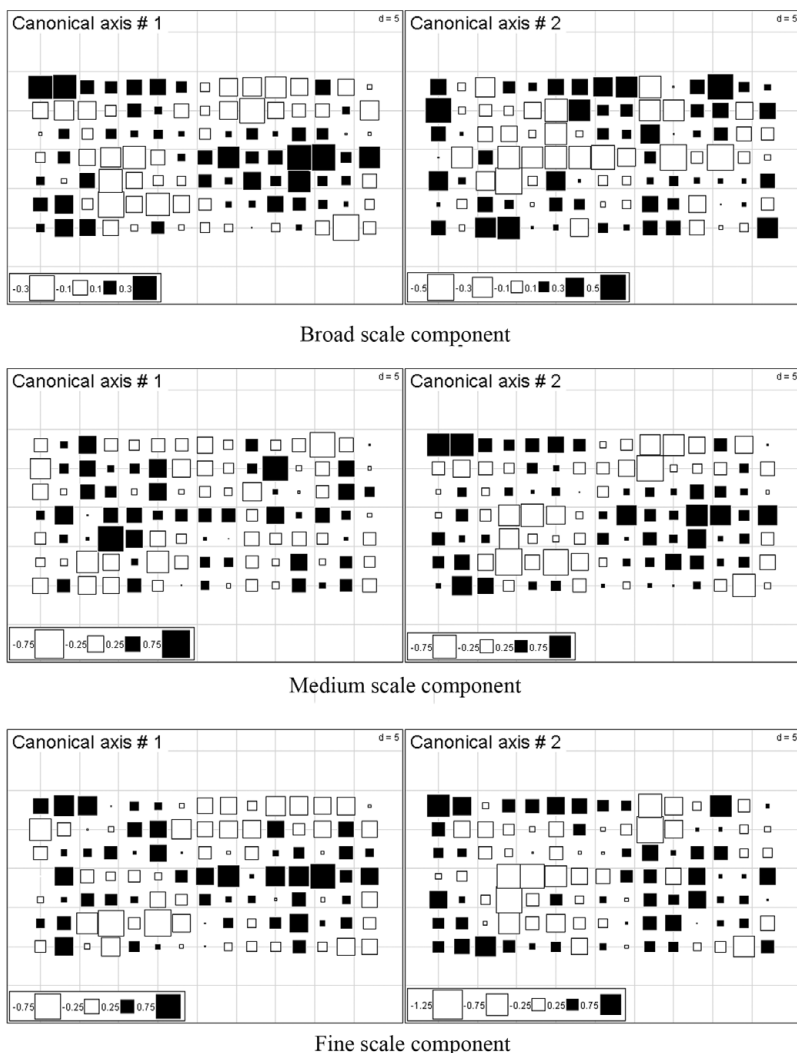 Canonical axis # 1 d = 5
Canonical axis # 2 d = 5
-0.3 -0.1 0.1 0.3
-0.5 -0.3 -0.1 0.1 0.3 0.5
Broad scale component
Canonical axis # 1 d = 5
Canonical axis # 2 d = 5
-0.75 -0.25 0.25 0.75
-0.75 -0.25 0.25 0.75
Medium scale component
Canonical axis # 1 d = 5
Canonical axis # 2 d = 5
-0.75 -0.25 0.25 0.75
-1.25 -0.75 -0.25 0.25 0.75
Fine scale component